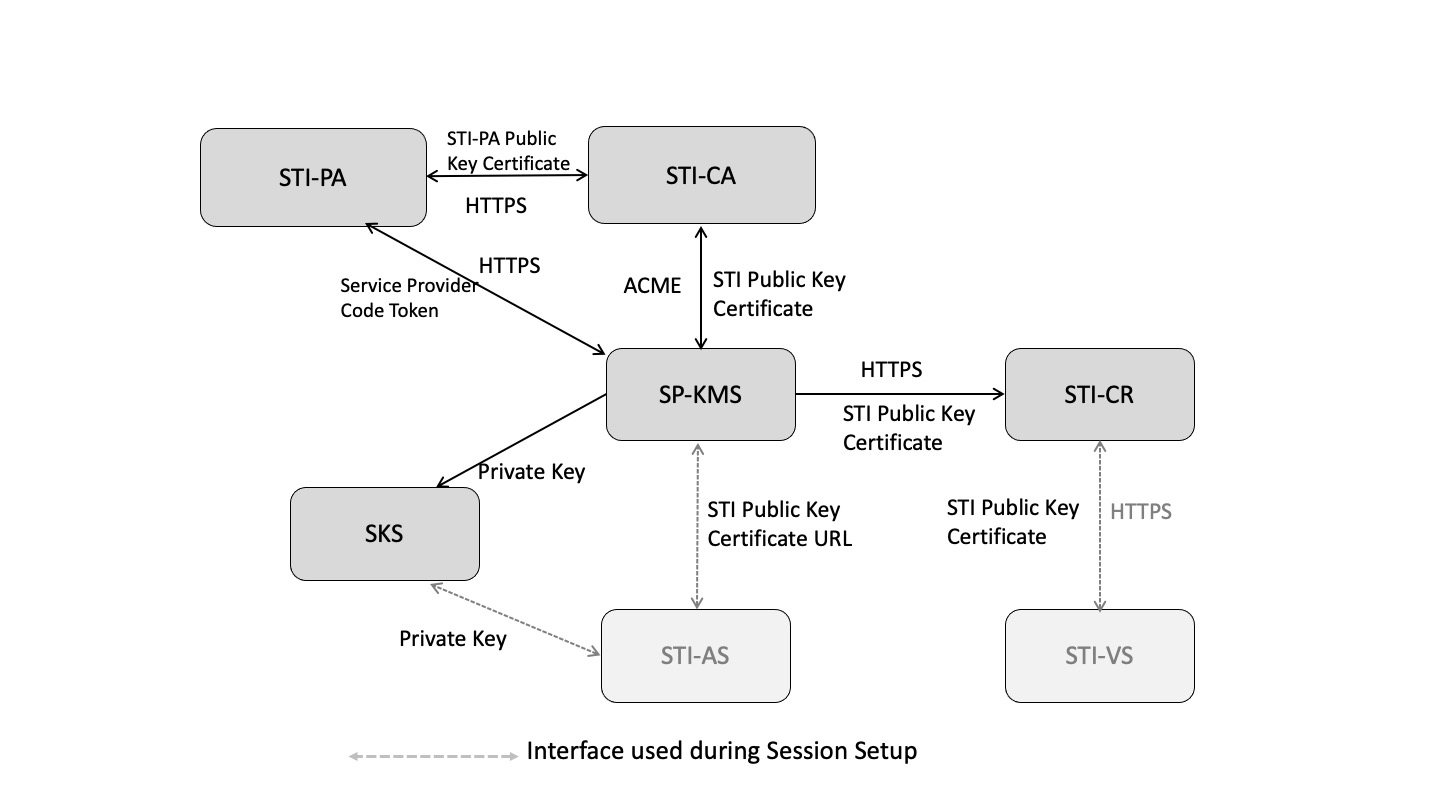 STI-PA Public
Key Certificate
STI-PA
STI-CA
HTTPS
HTTPS
Service Provider
Code Token
ACME
STI Public Key
Certificate
SP-KMS
HTTPS
STI-CR
STI Public Key
Certificate
Private Key
SKS
STI Public Key
Certificate URL
STI Public Key
Certificate
HTTPS
Private Key
STI-AS
STI-VS
Interface used during Session Setup